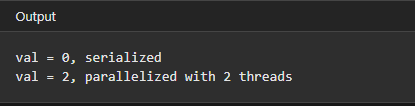 Output
val = 0, serialized
val = 2, parallelized with 2 threads